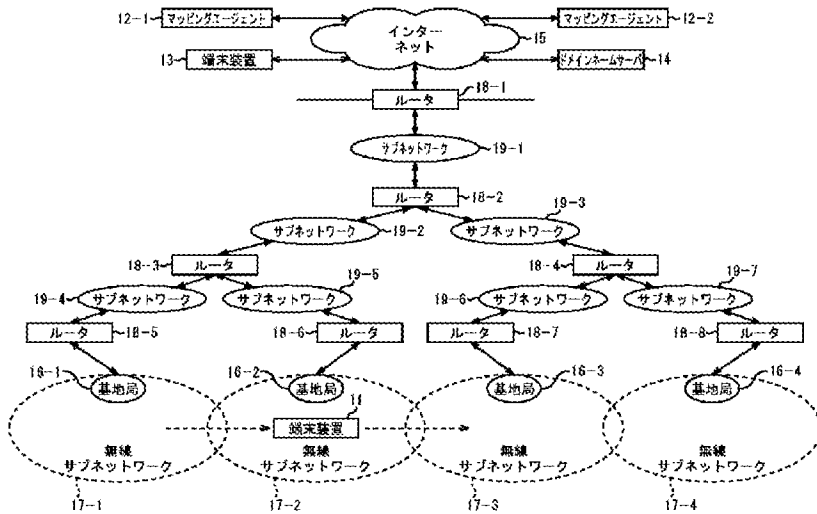 12-1 マッピングエージェント
インター
ネット
15
マッピングエージェント 12-2
13 端末装置
ドメインネームサーバ 14
18-1
ルータ
サブネットワーク 19-1
ルータ 18-2
サブネットワーク 19-2
19-3
サブネットワーク
18-3 ルータ
18-4 ルータ
19-4 サブネットワーク
19-5
サブネットワーク
19-6 サブネットワーク
19-7
サブネットワーク
ルータ 18-5
18-6 ルータ
ルータ 18-7
18-8 ルータ
16-1 基地局
16-2 基地局
基地局 16-3
基地局 16-4
11
端末装置
無線
サブネットワーク
無線
サブネットワーク
無線
サブネットワーク
無線
サブネットワーク
17-1
17-2
17-3
17-4